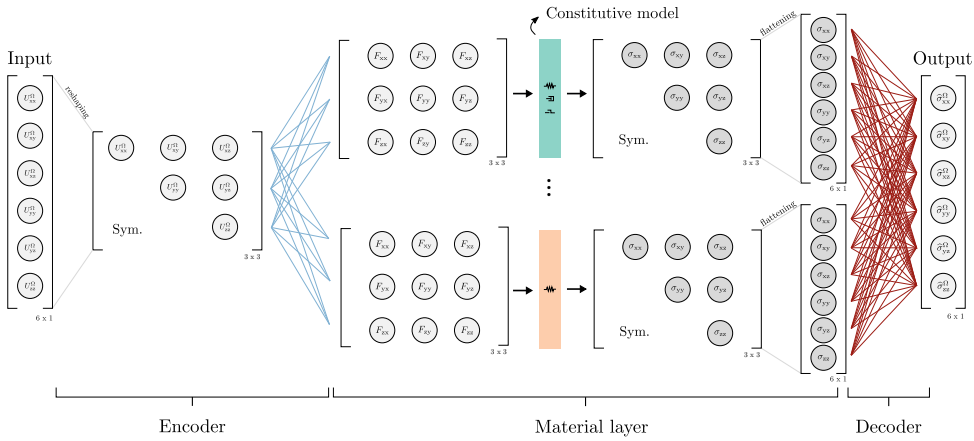 Constitutive model
Input
Output
reshaping
flattening
U^Ω_xx
U^Ω_xy
U^Ω_xz
U^Ω_yy
U^Ω_yz
U^Ω_zz
6 x 1
U^Ω_xx U^Ω_xy U^Ω_xz
U^Ω_yy U^Ω_yz
Sym. U^Ω_zz
3 x 3
F_xx F_xy F_xz
F_yx F_yy F_yz
F_zx F_zy F_zz
3 x 3
σ_xx σ_xy σ_xz
σ_yy σ_yz
Sym. σ_zz
3 x 3
σ_xx
σ_xy
σ_xz
σ_yy
σ_yz
σ_zz
6 x 1
F_xx F_xy F_xz
F_yx F_yy F_yz
F_zx F_zy F_zz
3 x 3
σ_xx σ_xy σ_xz
σ_yy σ_yz
Sym. σ_zz
3 x 3
flattening
σ_xx
σ_xy
σ_xz
σ_yy
σ_yz
σ_zz
6 x 1
σ̂^Ω_xx
σ̂^Ω_xy
σ̂^Ω_xz
σ̂^Ω_yy
σ̂^Ω_yz
σ̂^Ω_zz
6 x 1
Encoder
Material layer
Decoder